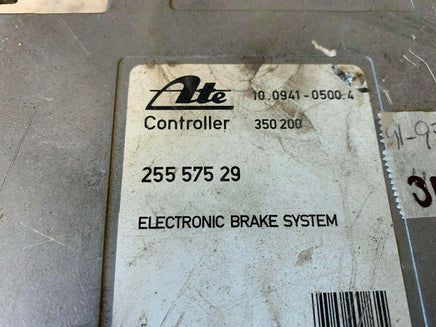 Ate 10.0941-0500.4
Controller 350 200
255 575 29
ELECTRONIC BRAKE SYSTEM